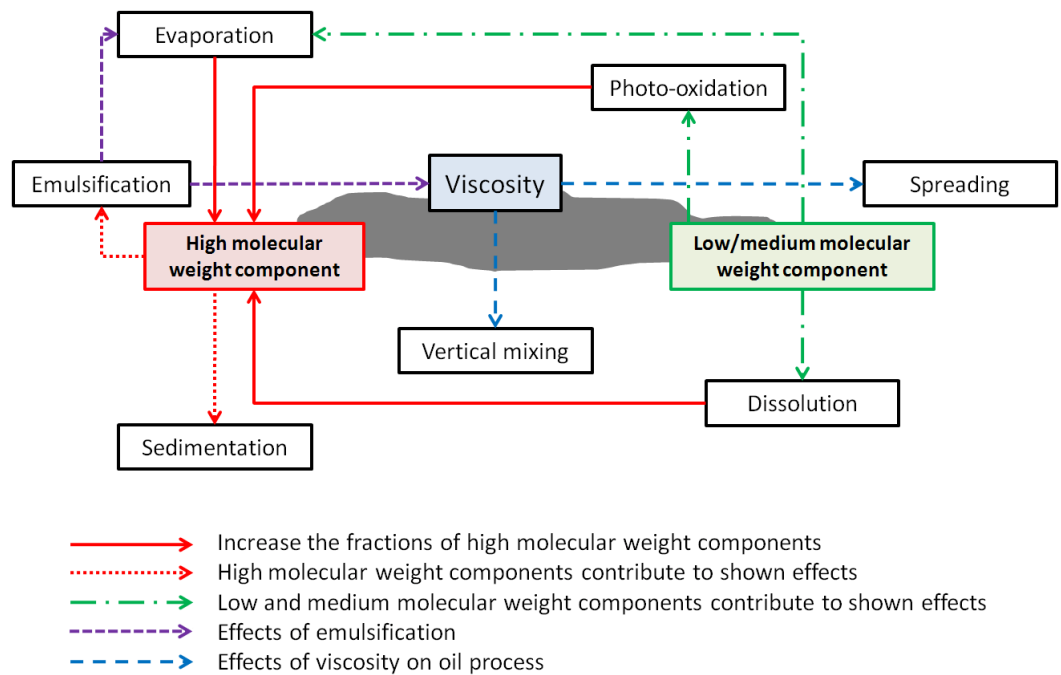 Evaporation
Photo-oxidation
Emulsification
Viscosity
Spreading
High molecular
weight component
Low/medium molecular
weight component
Vertical mixing
Dissolution
Sedimentation
Increase the fractions of high molecular weight components
High molecular weight components contribute to shown effects
Low and medium molecular weight components contribute to shown effects
Effects of emulsification
Effects of viscosity on oil process